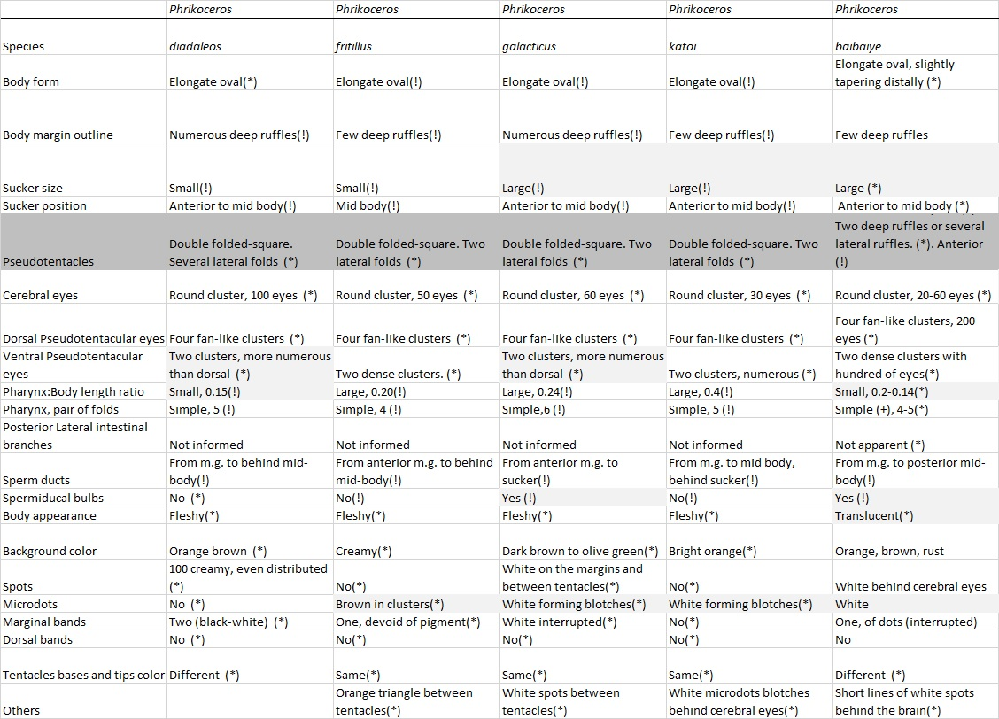 Phrikoceros Phrikoceros Phrikoceros Phrikoceros Phrikoceros
Species diadaleos fritillus galacticus katoi baibaiye
Body form Elongate oval(*) Elongate oval(!) Elongate oval(!) Elongate oval(!) Elongate oval, slightly
tapering distally (*)
Body margin outline Numerous deep ruffles(!) Few deep ruffles(!) Numerous deep ruffles(!) Few deep ruffles(!) Few deep ruffles
Sucker size Small(!) Small(!) Large(!) Large(!) Large (*)
Sucker position Anterior to mid body(!) Mid body(!) Anterior to mid body(!) Anterior to mid body(!) Anterior to mid body (*)
Pseudotentacles Double folded-square. Several lateral folds (*) Double folded-square. Two lateral folds (*) Double folded-square. Two lateral folds (*) Double folded-square. Two lateral folds (*) Two deep ruffles or several
lateral ruffles. (*). Anterior
(!)
Cerebral eyes Round cluster, 100 eyes (*) Round cluster, 50 eyes (*) Round cluster, 60 eyes (*) Round cluster, 30 eyes (*) Round cluster, 20-60 eyes (*)
Dorsal Pseudotentacular eyes Four fan-like clusters (*) Four fan-like clusters (*) Four fan-like clusters (*) Four fan-like clusters (*) Four fan-like clusters, 200
eyes (*)
Ventral Pseudotentacular
eyes Two clusters, more numerous
than dorsal (*) Two dense clusters. (*) Two clusters, more numerous
than dorsal (*) Two clusters, numerous (*) Two dense clusters with
hundred of eyes(*)
Pharynx:Body length ratio Small, 0.15(!) Large, 0.20(!) Large, 0.24(!) Large, 0.4(!) Small, 0.2-0.14(*)
Pharynx, pair of folds Simple, 5 (!) Simple, 4 (!) Simple,6 (!) Simple, 5 (!) Simple (+), 4-5(*)
Posterior Lateral intestinal
branches Not informed Not informed Not informed Not informed Not apparent (*)
Sperm ducts From m.g. to behind mid-
body(!) From anterior m.g. to behind
mid-body(!) From anterior m.g. to
sucker(!) From m.g. to mid body,
behind sucker(!) From m.g. to posterior mid-
body(!)
Spermiducal bulbs No (*) No(!) Yes (!) No(!) Yes (!)
Body appearance Fleshy(*) Fleshy(*) Fleshy(*) Fleshy(*) Translucent(*)
Background color Orange brown (*) Creamy(*) Dark brown to olive green(*) Bright orange(*) Orange, brown, rust
Spots 100 creamy, even distributed
(*) No(*) White on the margins and
between tentacles(*) No(*) White behind cerebral eyes
Microdots No (*) Brown in clusters(*) White forming blotches(*) White forming blotches(*) White
Marginal bands Two (black-white) (*) One, devoid of pigment(*) White interrupted(*) No(*) One, of dots (interrupted)
Dorsal bands No (*) No(*) No(*) No(*) No
Tentacles bases and tips color Different (*) Same(*) Same(*) Same(*) Different (*)
Others Orange triangle between
tentacles(*) White spots between
tentacles(*) White microdots blotches
behind cerebral eyes(*) Short lines of white spots
behind the brain(*)